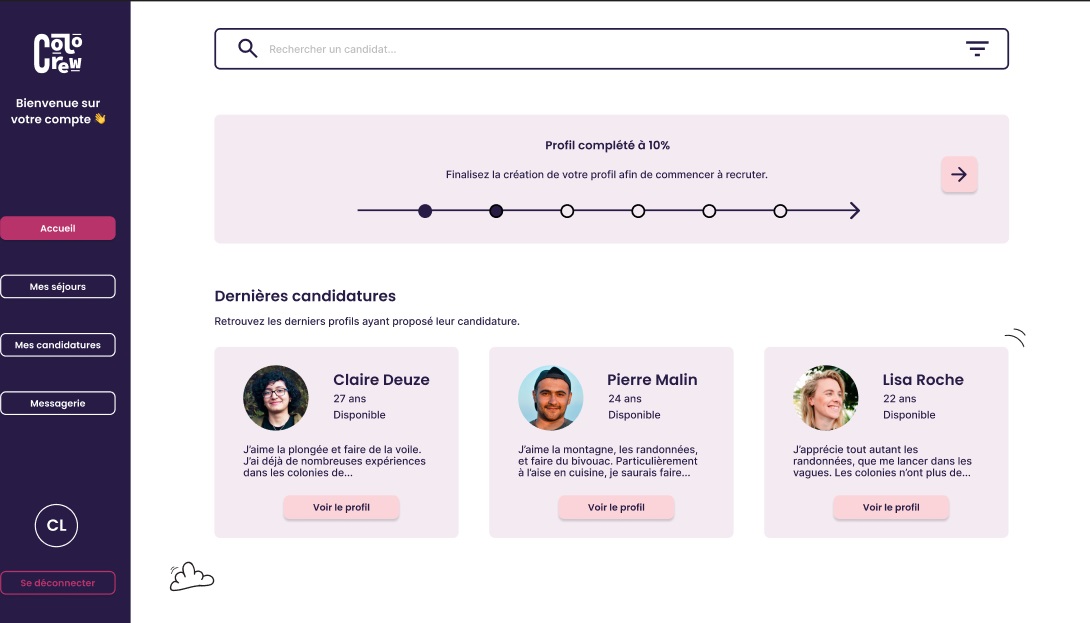 Colo
Crew
Bienvenue sur
votre compte 👋
Accueil
Mes séjours
Mes candidatures
Messagerie
CL
Se déconnecter
Rechercher un candidat...
Profil complété à 10%
Finalisez la création de votre profil afin de commencer à recruter.
Dernières candidatures
Retrouvez les derniers profils ayant proposé leur candidature.
Claire Deuze
27 ans
Disponible
J'aime la plongée et faire de la voile.
J'ai déjà de nombreuses expériences
dans les colonies de...
Voir le profil
Pierre Malin
24 ans
Disponible
J'aime la montagne, les randonnées,
et faire du bivouac. Particulièrement
à l'aise en cuisine, je saurais faire...
Voir le profil
Lisa Roche
22 ans
Disponible
J'apprécie tout autant les
randonnées, que me lancer dans les
vagues. Les colonies n'ont plus de...
Voir le profil